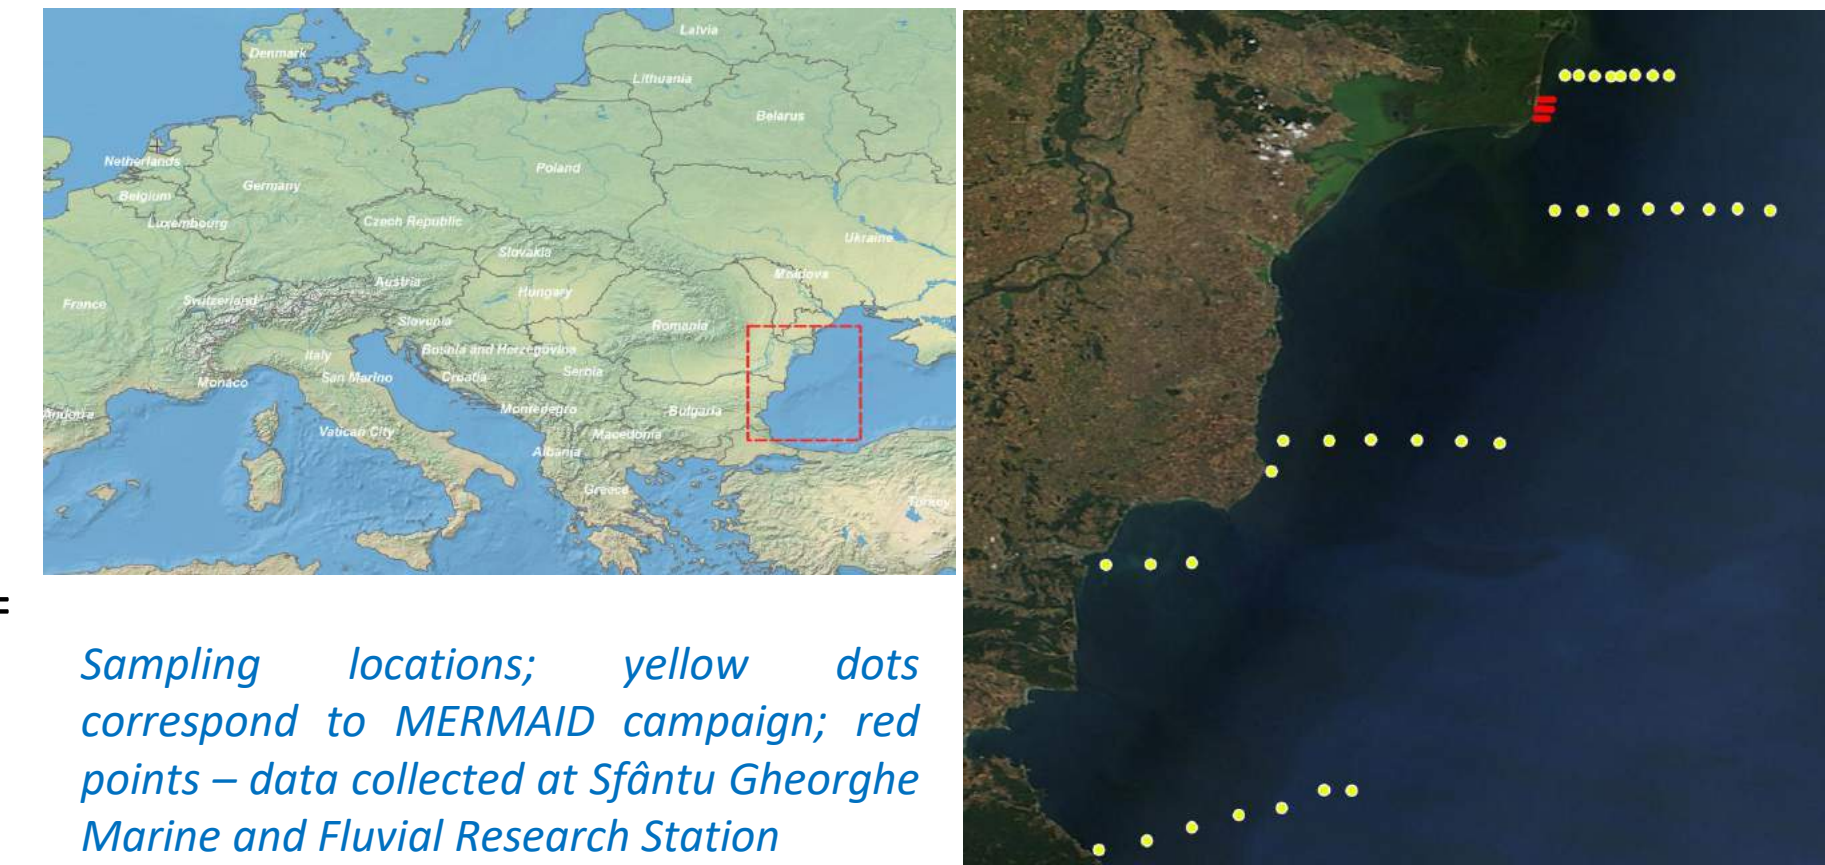 Latvia
Denmark
Lithuania
Belarus
Netherlands
Poland
Germany
Belgium
Luxembourg
Czech Republic
Ukraine
Slovakia
Moldova
Austria
Hungary
France
Switzerland
Slovenia
Romania
Bosnia and Herzegovina
Italy
Serbia
San Marino
Croatia
Monaco
Montenegro
Bulgaria
Andorra
Vatican City
Macedonia
Albania
Greece
Turkey
=
Sampling locations; yellow dots
correspond to MERMAID campaign; red
points – data collected at Sfântu Gheorghe
Marine and Fluvial Research Station